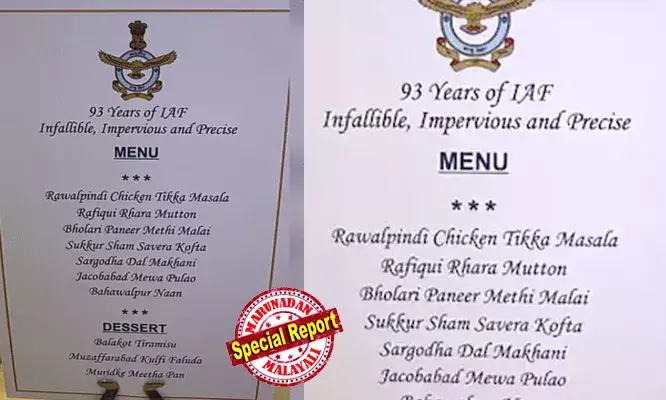 93 Years of IAF
Infallible, Impervious and Precise
MENU
***
Rawalpindi Chicken Tikka Masala
Rafiqui Rhara Mutton
Bholari Paneer Methi Malai
Sukkur Sham Savera Kofta
Sargodha Dal Makhani
Jacobabad Mewa Pulao
Bahawalpur Naan
***
DESSERT
Balakot Tiramisu
Muzaffarabad Kulfi Faluda
Muridke Meetha Pan
MARUNADAN
Special Report
MALAYALI
93 Years of IAF
Infallible, Impervious and Precise
MENU
***
Rawalpindi Chicken Tikka Masala
Rafiqui Rhara Mutton
Bholari Paneer Methi Malai
Sukkur Sham Savera Kofta
Sargodha Dal Makhani
Jacobabad Mewa Pulao
Bahawalpur Naan